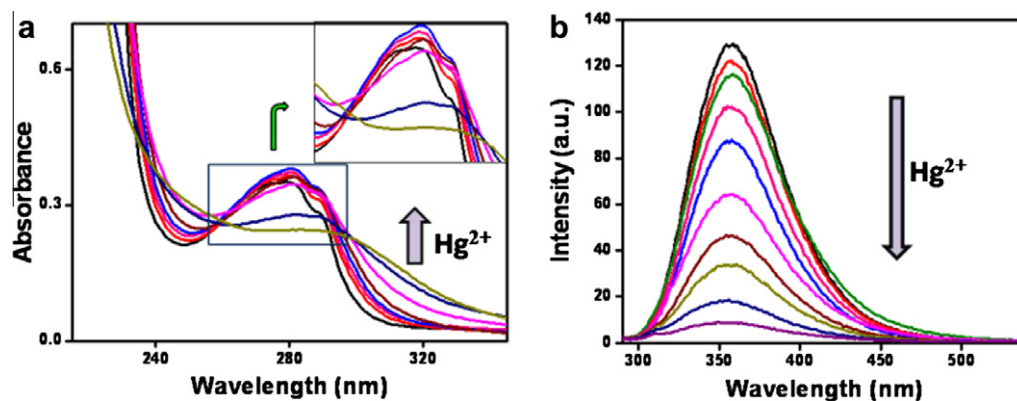 a
0.6
0.3
0.0
Absorbance
Hg²⁺
240 280 320
Wavelength (nm)
b
140
120
100
80
60
40
20
0
Intensity (a.u.)
Hg²⁺
300 350 400 450 500
Wavelength (nm)